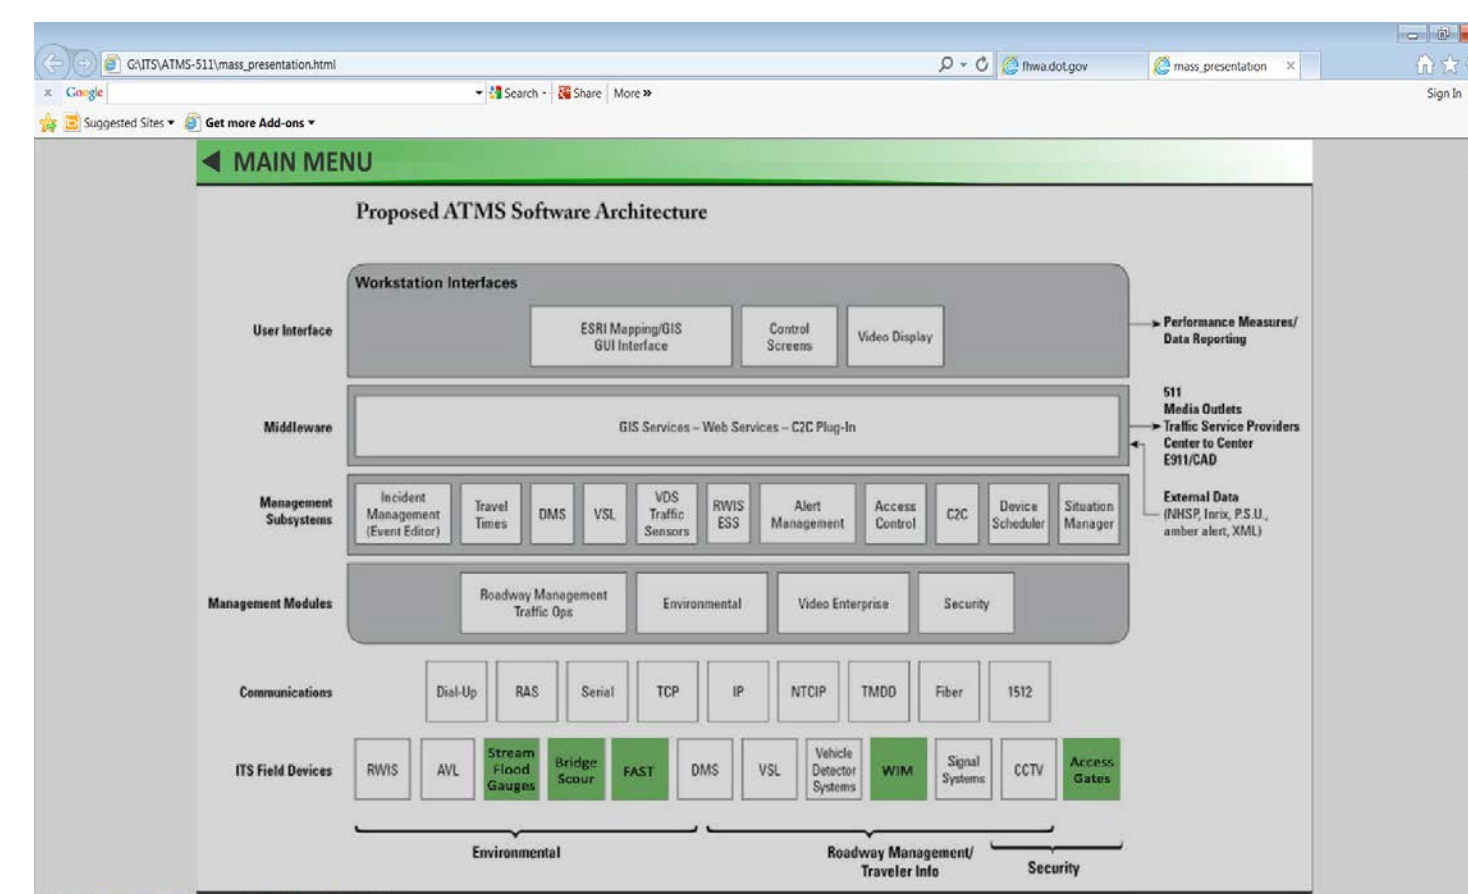 G:\ITS\ATMS-511\mass_presentation.html
fhwa.dot.gov
mass_presentation
x Google
Search
Share
More »
Sign In
Suggested Sites
Get more Add-ons
MAIN MENU
Proposed ATMS Software Architecture
Workstation Interfaces
User Interface
ESRI Mapping/GIS
GUI Interface
Control
Screens
Video Display
Performance Measures/
Data Reporting
Middleware
GIS Services – Web Services – C2C Plug-In
511
Media Outlets
Traffic Service Providers
Center to Center
E911/CAD
Management
Subsystems
Incident
Management
(Event Editor)
Travel
Times
DMS
VSL
VDS
Traffic
Sensors
RWIS
ESS
Alert
Management
Access
Control
C2C
Device
Scheduler
Situation
Manager
External Data
(NHSP, Inrix, P.S.U.,
amber alert, XML)
Management Modules
Roadway Management
Traffic Ops
Environmental
Video Enterprise
Security
Communications
Dial-Up
RAS
Serial
TCP
IP
NTCIP
TMDD
Fiber
1512
ITS Field Devices
RWIS
AVL
Stream
Flood
Gauges
Bridge
Scour
FAST
DMS
VSL
Vehicle
Detector
Systems
WIM
Signal
Systems
CCTV
Access
Gates
Environmental
Roadway Management/
Traveler Info
Security